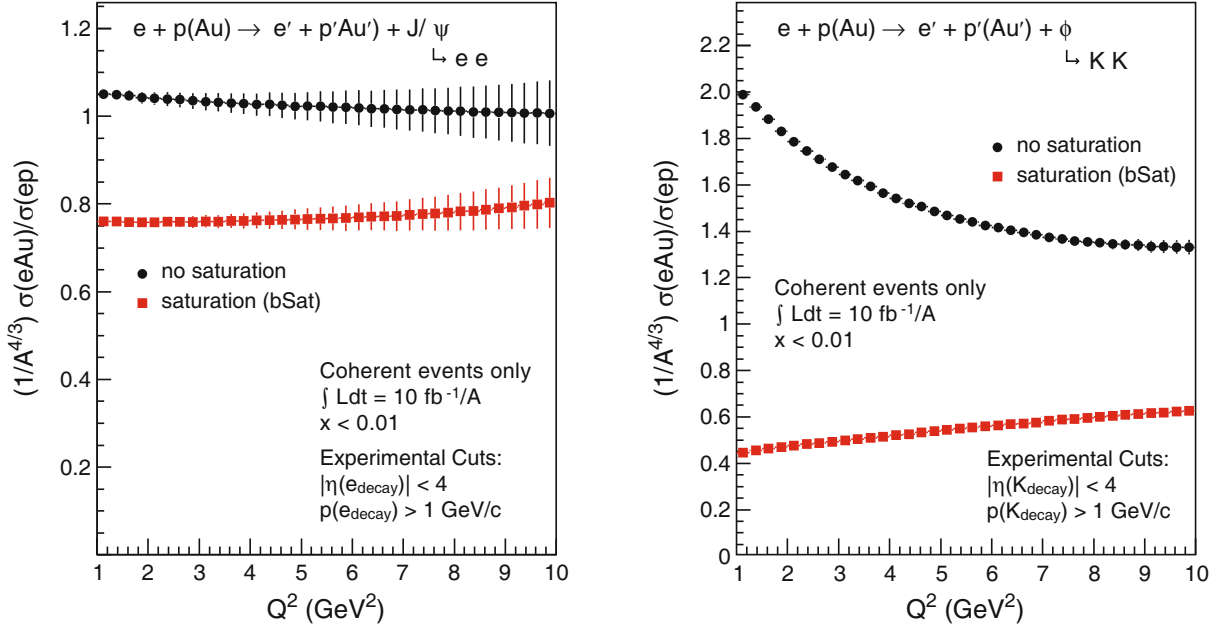 e + p(Au) → e′ + p′Au′) + J/ ψ
↳ e e
1.2
1
0.8
0.6
0.4
0.2
(1/A^4/3) σ(eAu)/σ(ep)
no saturation
saturation (bSat)
Coherent events only
∫ Ldt = 10 fb⁻¹/A
x < 0.01
Experimental Cuts:
|η(e_decay)| < 4
p(e_decay) > 1 GeV/c
1 2 3 4 5 6 7 8 9 10
Q² (GeV²)
e + p(Au) → e′ + p′(Au′) + ϕ
↳ K K
2.2
2.0
1.8
1.6
1.4
1.2
1
0.8
0.6
0.4
0.2
0
(1/A^4/3) σ(eAu)/σ(ep)
no saturation
saturation (bSat)
Coherent events only
∫ Ldt = 10 fb⁻¹/A
x < 0.01
Experimental Cuts:
|η(K_decay)| < 4
p(K_decay) > 1 GeV/c
1 2 3 4 5 6 7 8 9 10
Q² (GeV²)